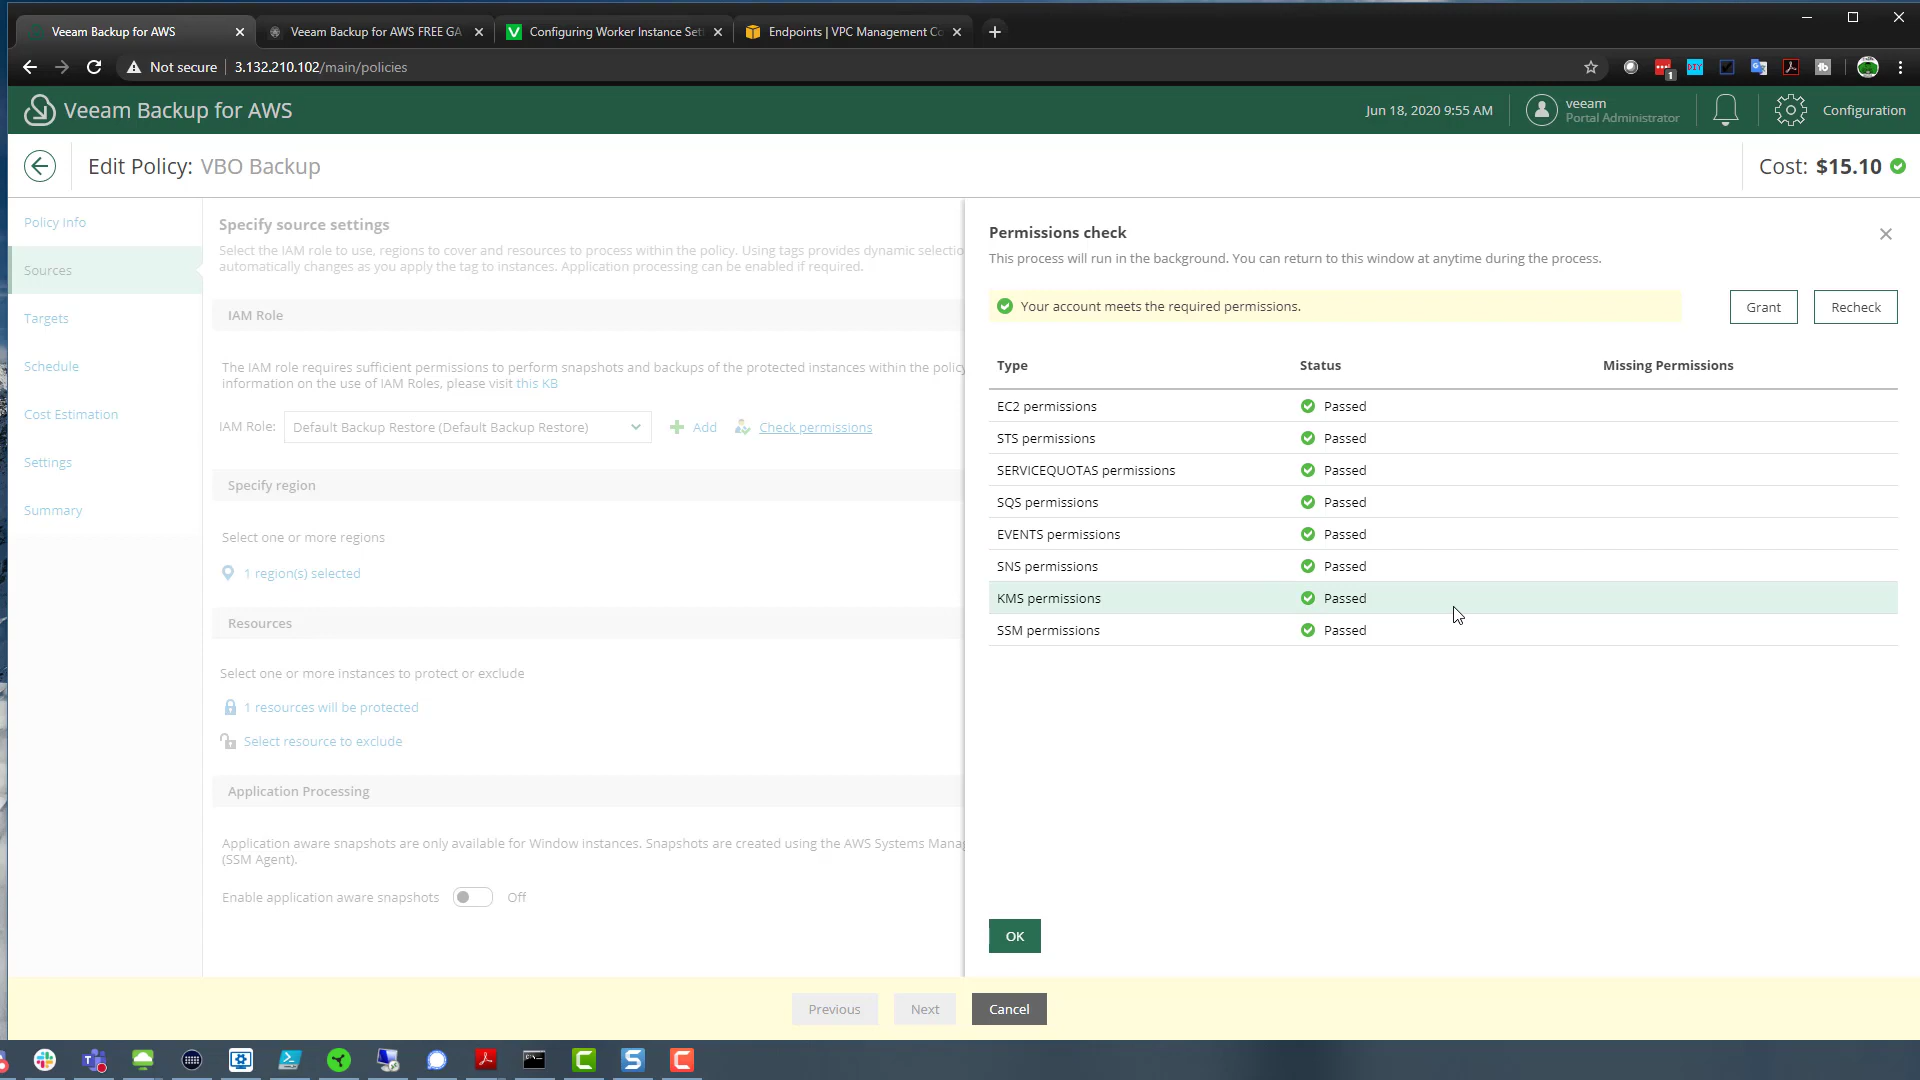 Veeam Backup for AWS
Veeam Backup for AWS FREE GA
Configuring Worker Instance Set
Endpoints | VPC Management Co
Not secure
3.132.210.102/main/policies
1
DIY
Veeam Backup for AWS
Jun 18, 2020 9:55 AM
veeam
Portal Administrator
Configuration
Edit Policy: VBO Backup
Cost: $15.10
Policy Info
Sources
Targets
Schedule
Cost Estimation
Settings
Summary
Specify source settings
Select the IAM role to use, regions to cover and resources to process within the policy. Using tags provides dynamic selectio
automatically changes as you apply the tag to instances. Application processing can be enabled if required.
IAM Role
The IAM role requires sufficient permissions to perform snapshots and backups of the protected instances within the policy
information on the use of IAM Roles, please visit this KB
IAM Role: Default Backup Restore (Default Backup Restore) Add Check permissions
Specify region
Select one or more regions
1 region(s) selected
Resources
Select one or more instances to protect or exclude
1 resources will be protected
Select resource to exclude
Application Processing
Application aware snapshots are only available for Window instances. Snapshots are created using the AWS Systems Mana
(SSM Agent).
Enable application aware snapshots Off
Permissions check
This process will run in the background. You can return to this window at anytime during the process.
Your account meets the required permissions.
Grant
Recheck
Type Status Missing Permissions
EC2 permissions Passed
STS permissions Passed
SERVICEQUOTAS permissions Passed
SQS permissions Passed
EVENTS permissions Passed
SNS permissions Passed
KMS permissions Passed
SSM permissions Passed
OK
Previous
Next
Cancel